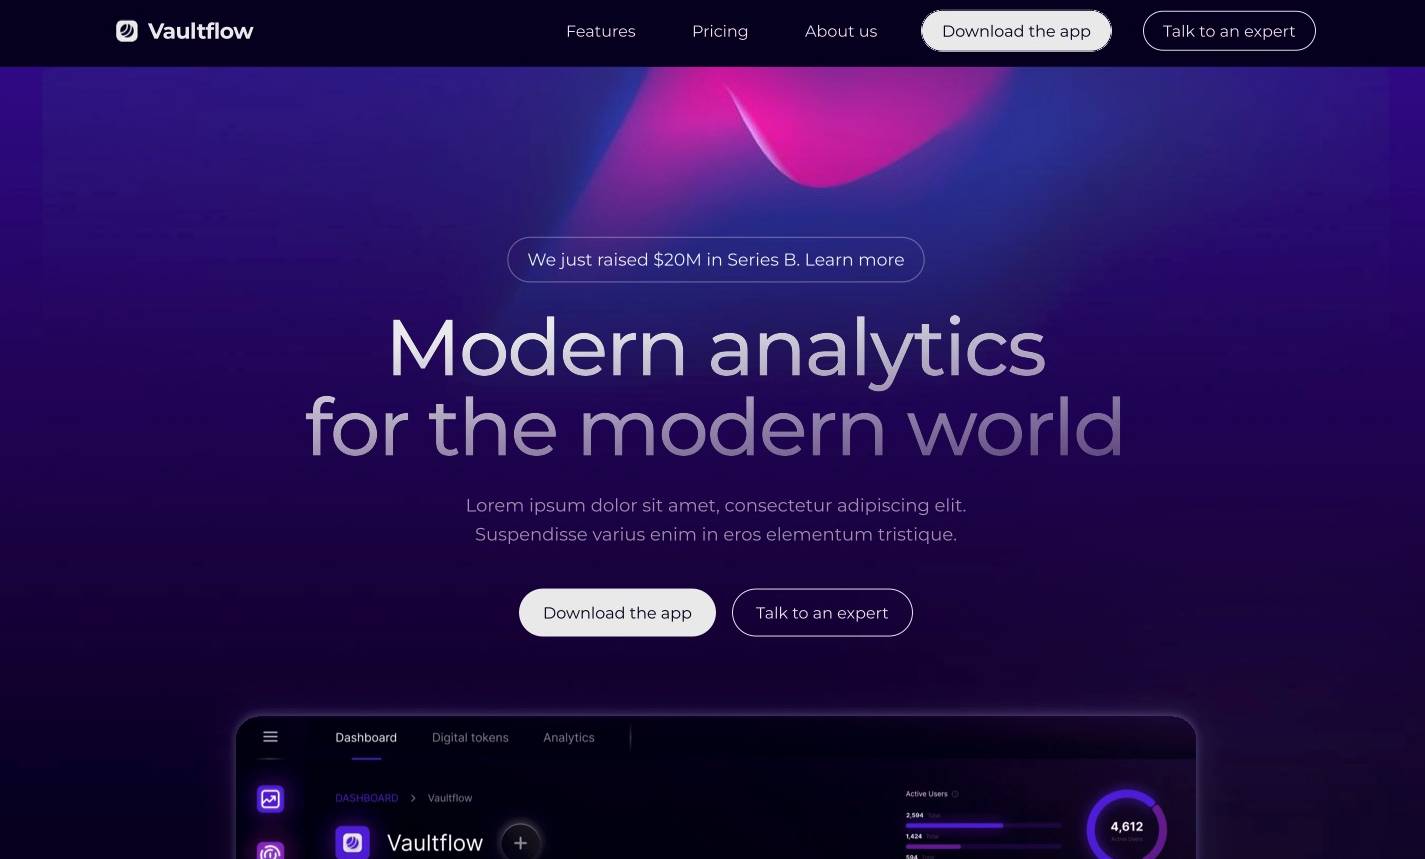 Vaultflow
Features
Pricing
About us
Download the app
Talk to an expert
We just raised $20M in Series B. Learn more
Modern analytics
for the modern world
Lorem ipsum dolor sit amet, consectetur adipiscing elit.
Suspendisse varius enim in eros elementum tristique.
Download the app
Talk to an expert
Dashboard
Digital tokens
Analytics
DASHBOARD
Vaultflow
Vaultflow
Active Users
2,594 Total
1,424 Total
594
4,612
Active Users